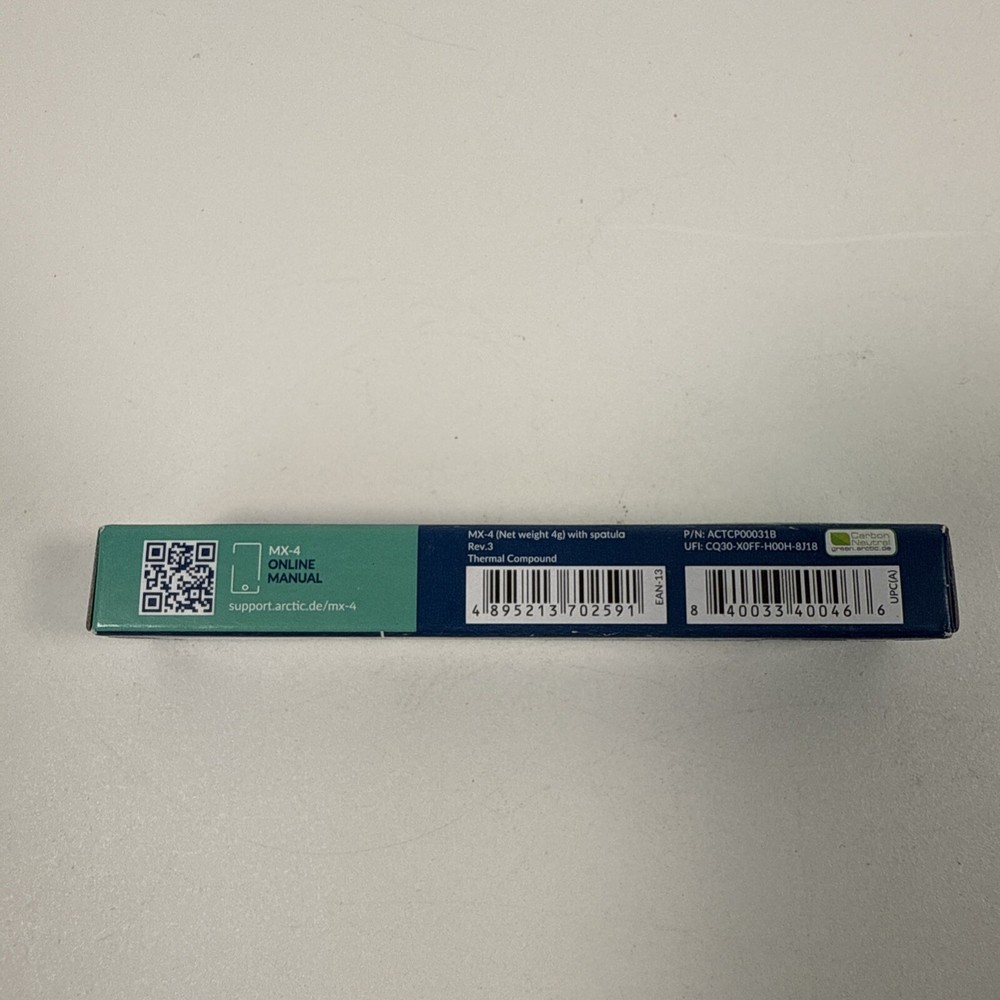 MX-4
ONLINE
MANUAL
support.arctic.de/mx-4
MX-4 (Net weight 4g) with spatula
Rev.3
Thermal Compound
4 895213 702591
EAN-13
P/N: ACTCP00031B
UFI: CQ30-X0FF-H00H-8J18
Carbon
Neutral
green.arctic.de
8 40033 40046 6
UPC(A)